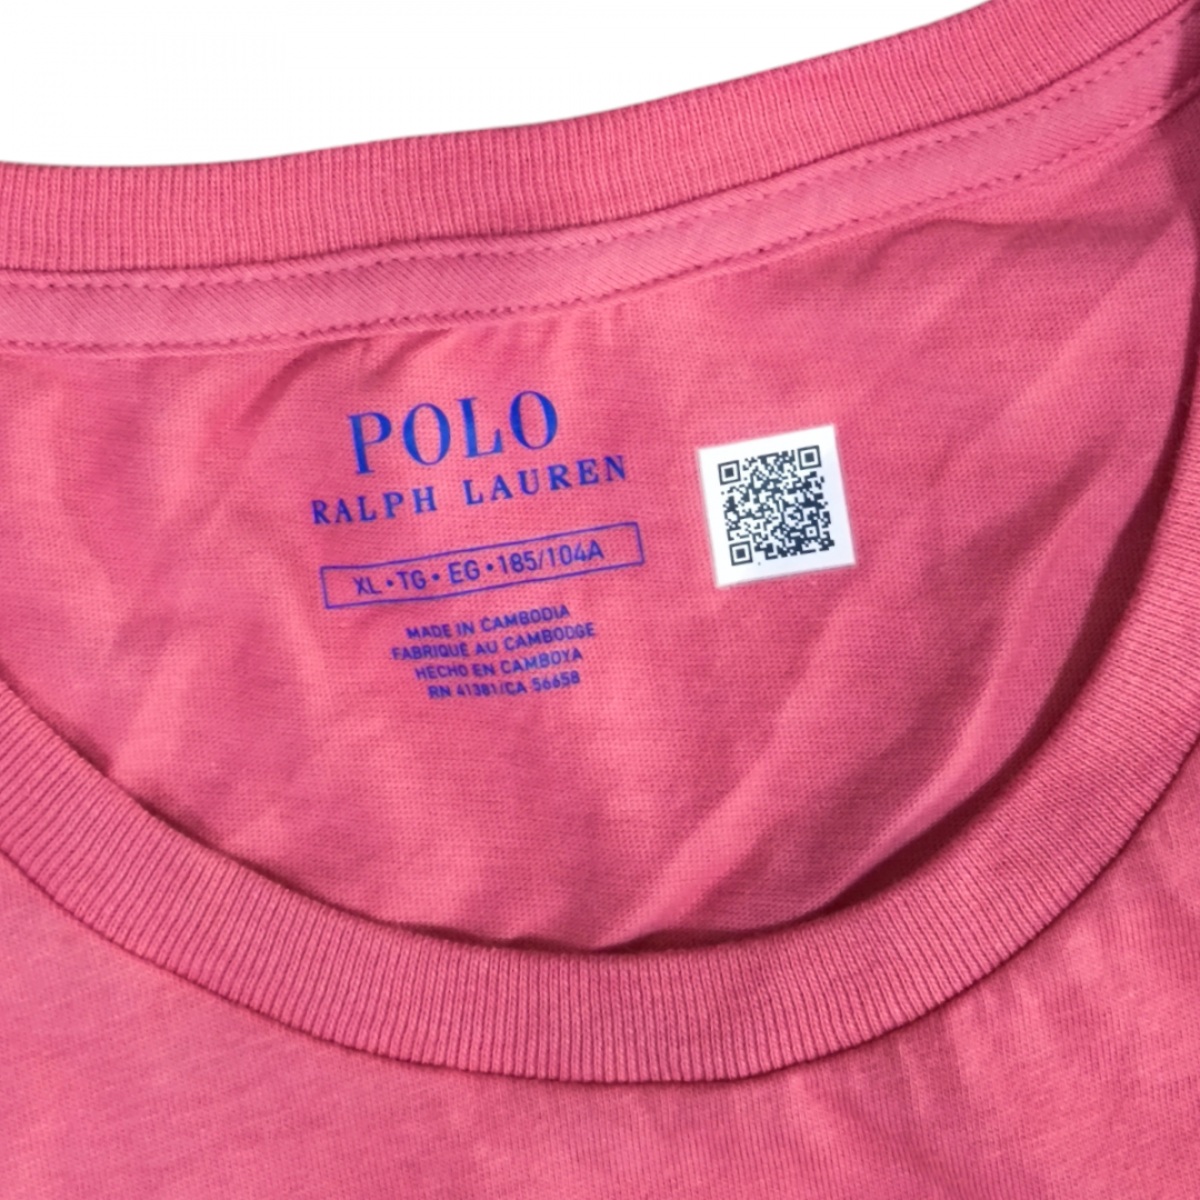 POLO
RALPH LAUREN
XL • TG • EG • 185/104A
MADE IN CAMBODIA
FABRIQUÉ AU CAMBODGE
HECHO EN CAMBOYA
RN 41381/CA 56658